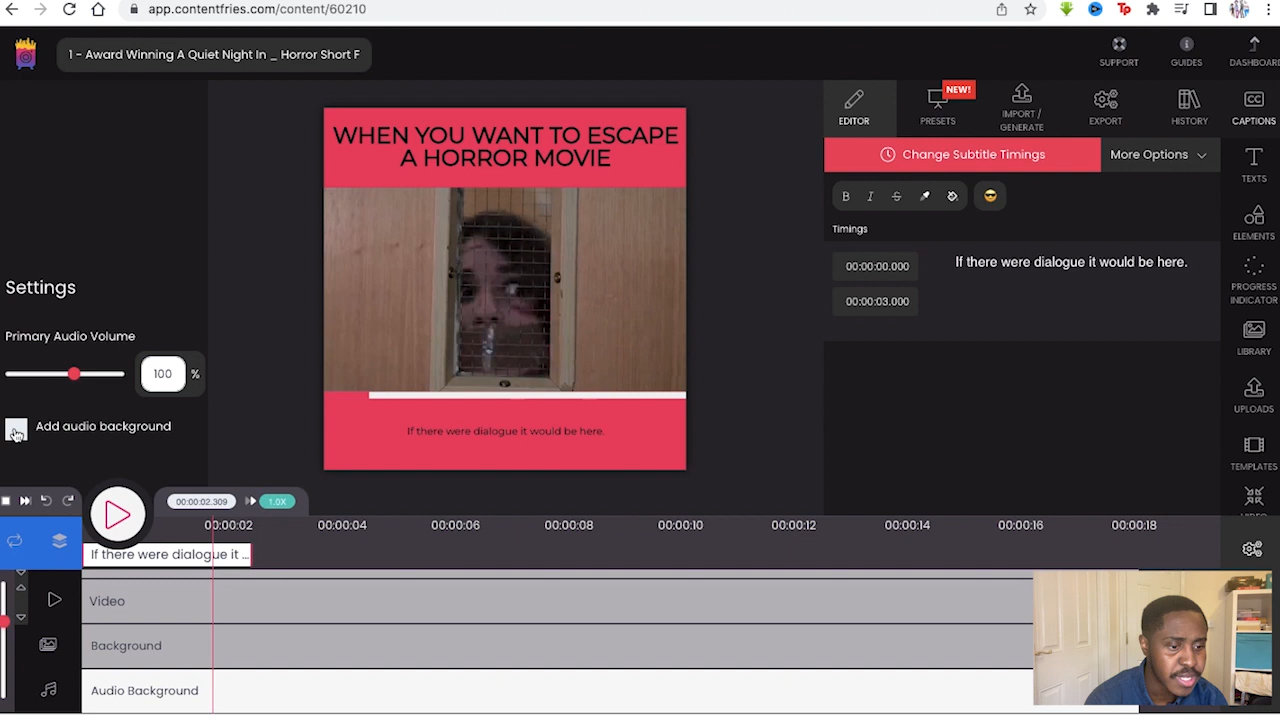 app.contentfries.com/content/60210
1 - Award Winning A Quiet Night In _ Horror Short F
SUPPORT
GUIDES
DASHBOARD
WHEN YOU WANT TO ESCAPE
A HORROR MOVIE
If there were dialogue it would be here.
Settings
Primary Audio Volume
100 %
Add audio background
EDITOR
NEW!
PRESETS
IMPORT /
GENERATE
EXPORT
HISTORY
CAPTIONS
Change Subtitle Timings
More Options
B I S
Timings
00:00:00.000
If there were dialogue it would be here.
00:00:03.000
TEXTS
ELEMENTS
PROGRESS
INDICATOR
LIBRARY
UPLOADS
TEMPLATES
00:00:02.309
1.0X
00:00:02 00:00:04 00:00:06 00:00:08 00:00:10 00:00:12 00:00:14 00:00:16 00:00:18
If there were dialogue it ...
Video
Background
Audio Background